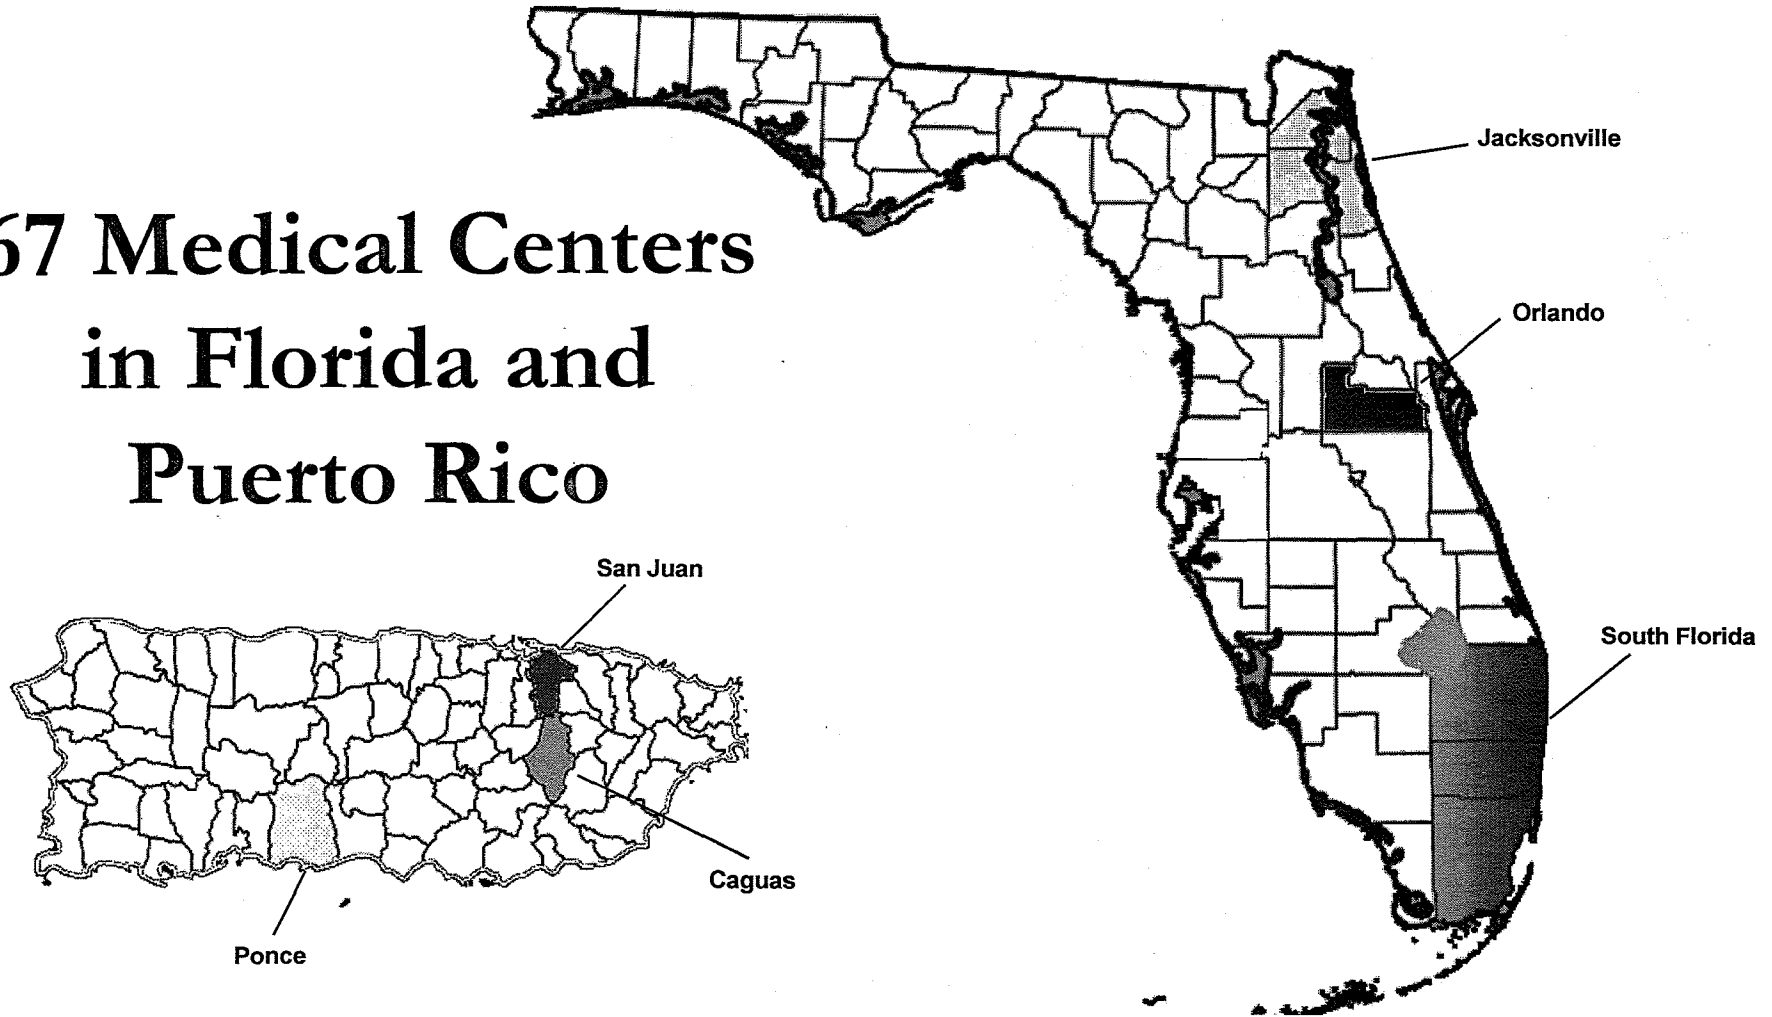 67 Medical Centers
in Florida and
Puerto Rico
Jacksonville
Orlando
South Florida
San Juan
Caguas
Ponce